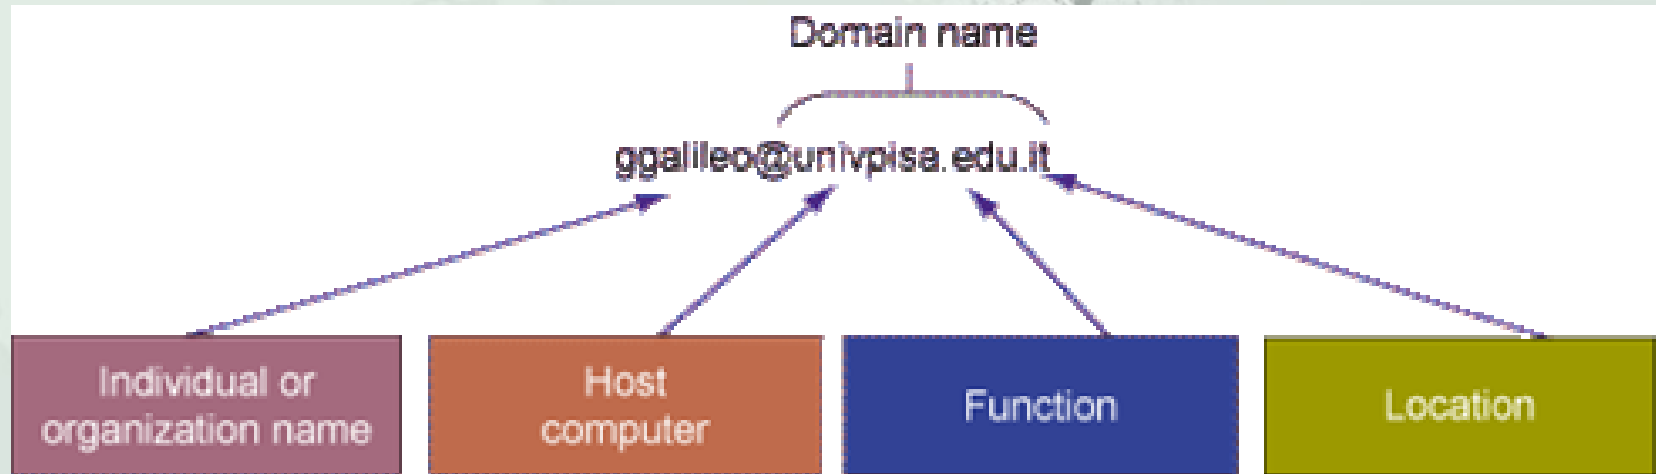 Domain name
ggalileo@univpisa.edu.it
Individual or
organization name
Host
computer
Function
Location